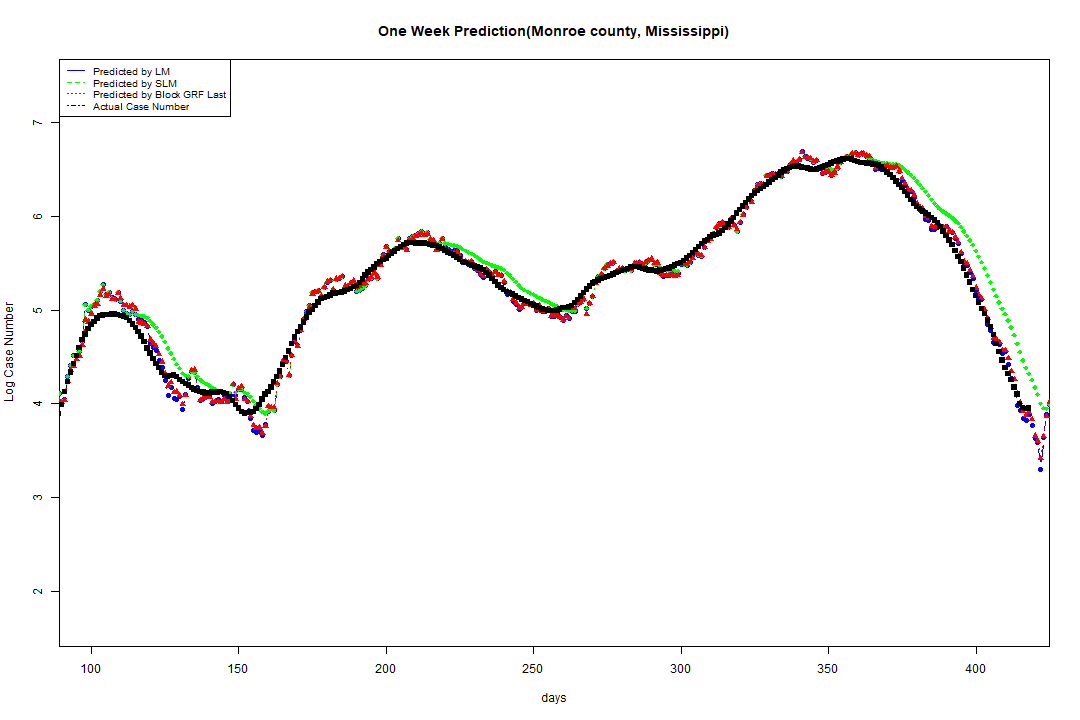 One Week Prediction(Monroe county, Mississippi)
Predicted by LM
Predicted by SLM
Predicted by Block GRF Last
Actual Case Number
7
6
5
4
3
2
Log Case Number
100 150 200 250 300 350 400
days